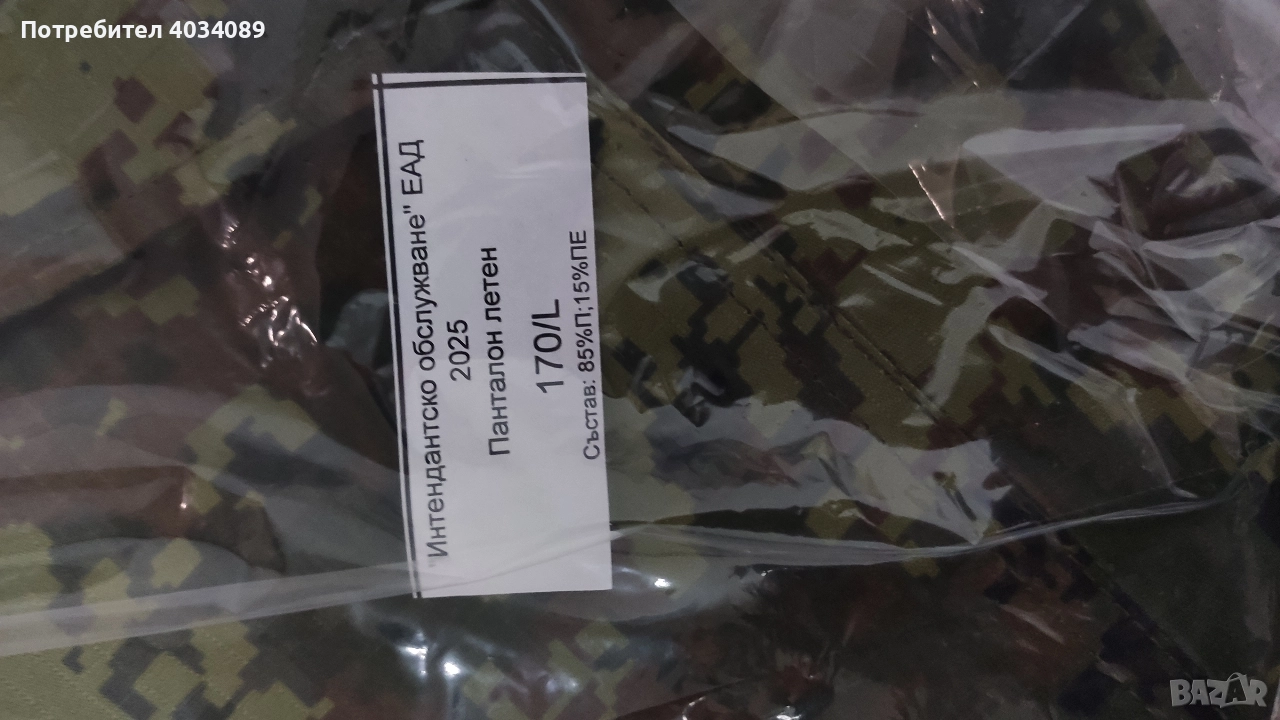 Потребител 4034089
"Интендантско обслужване" ЕАД
2025
Панталон летен
170/L
Състав: 85%П;15%ПЕ
BAZAR